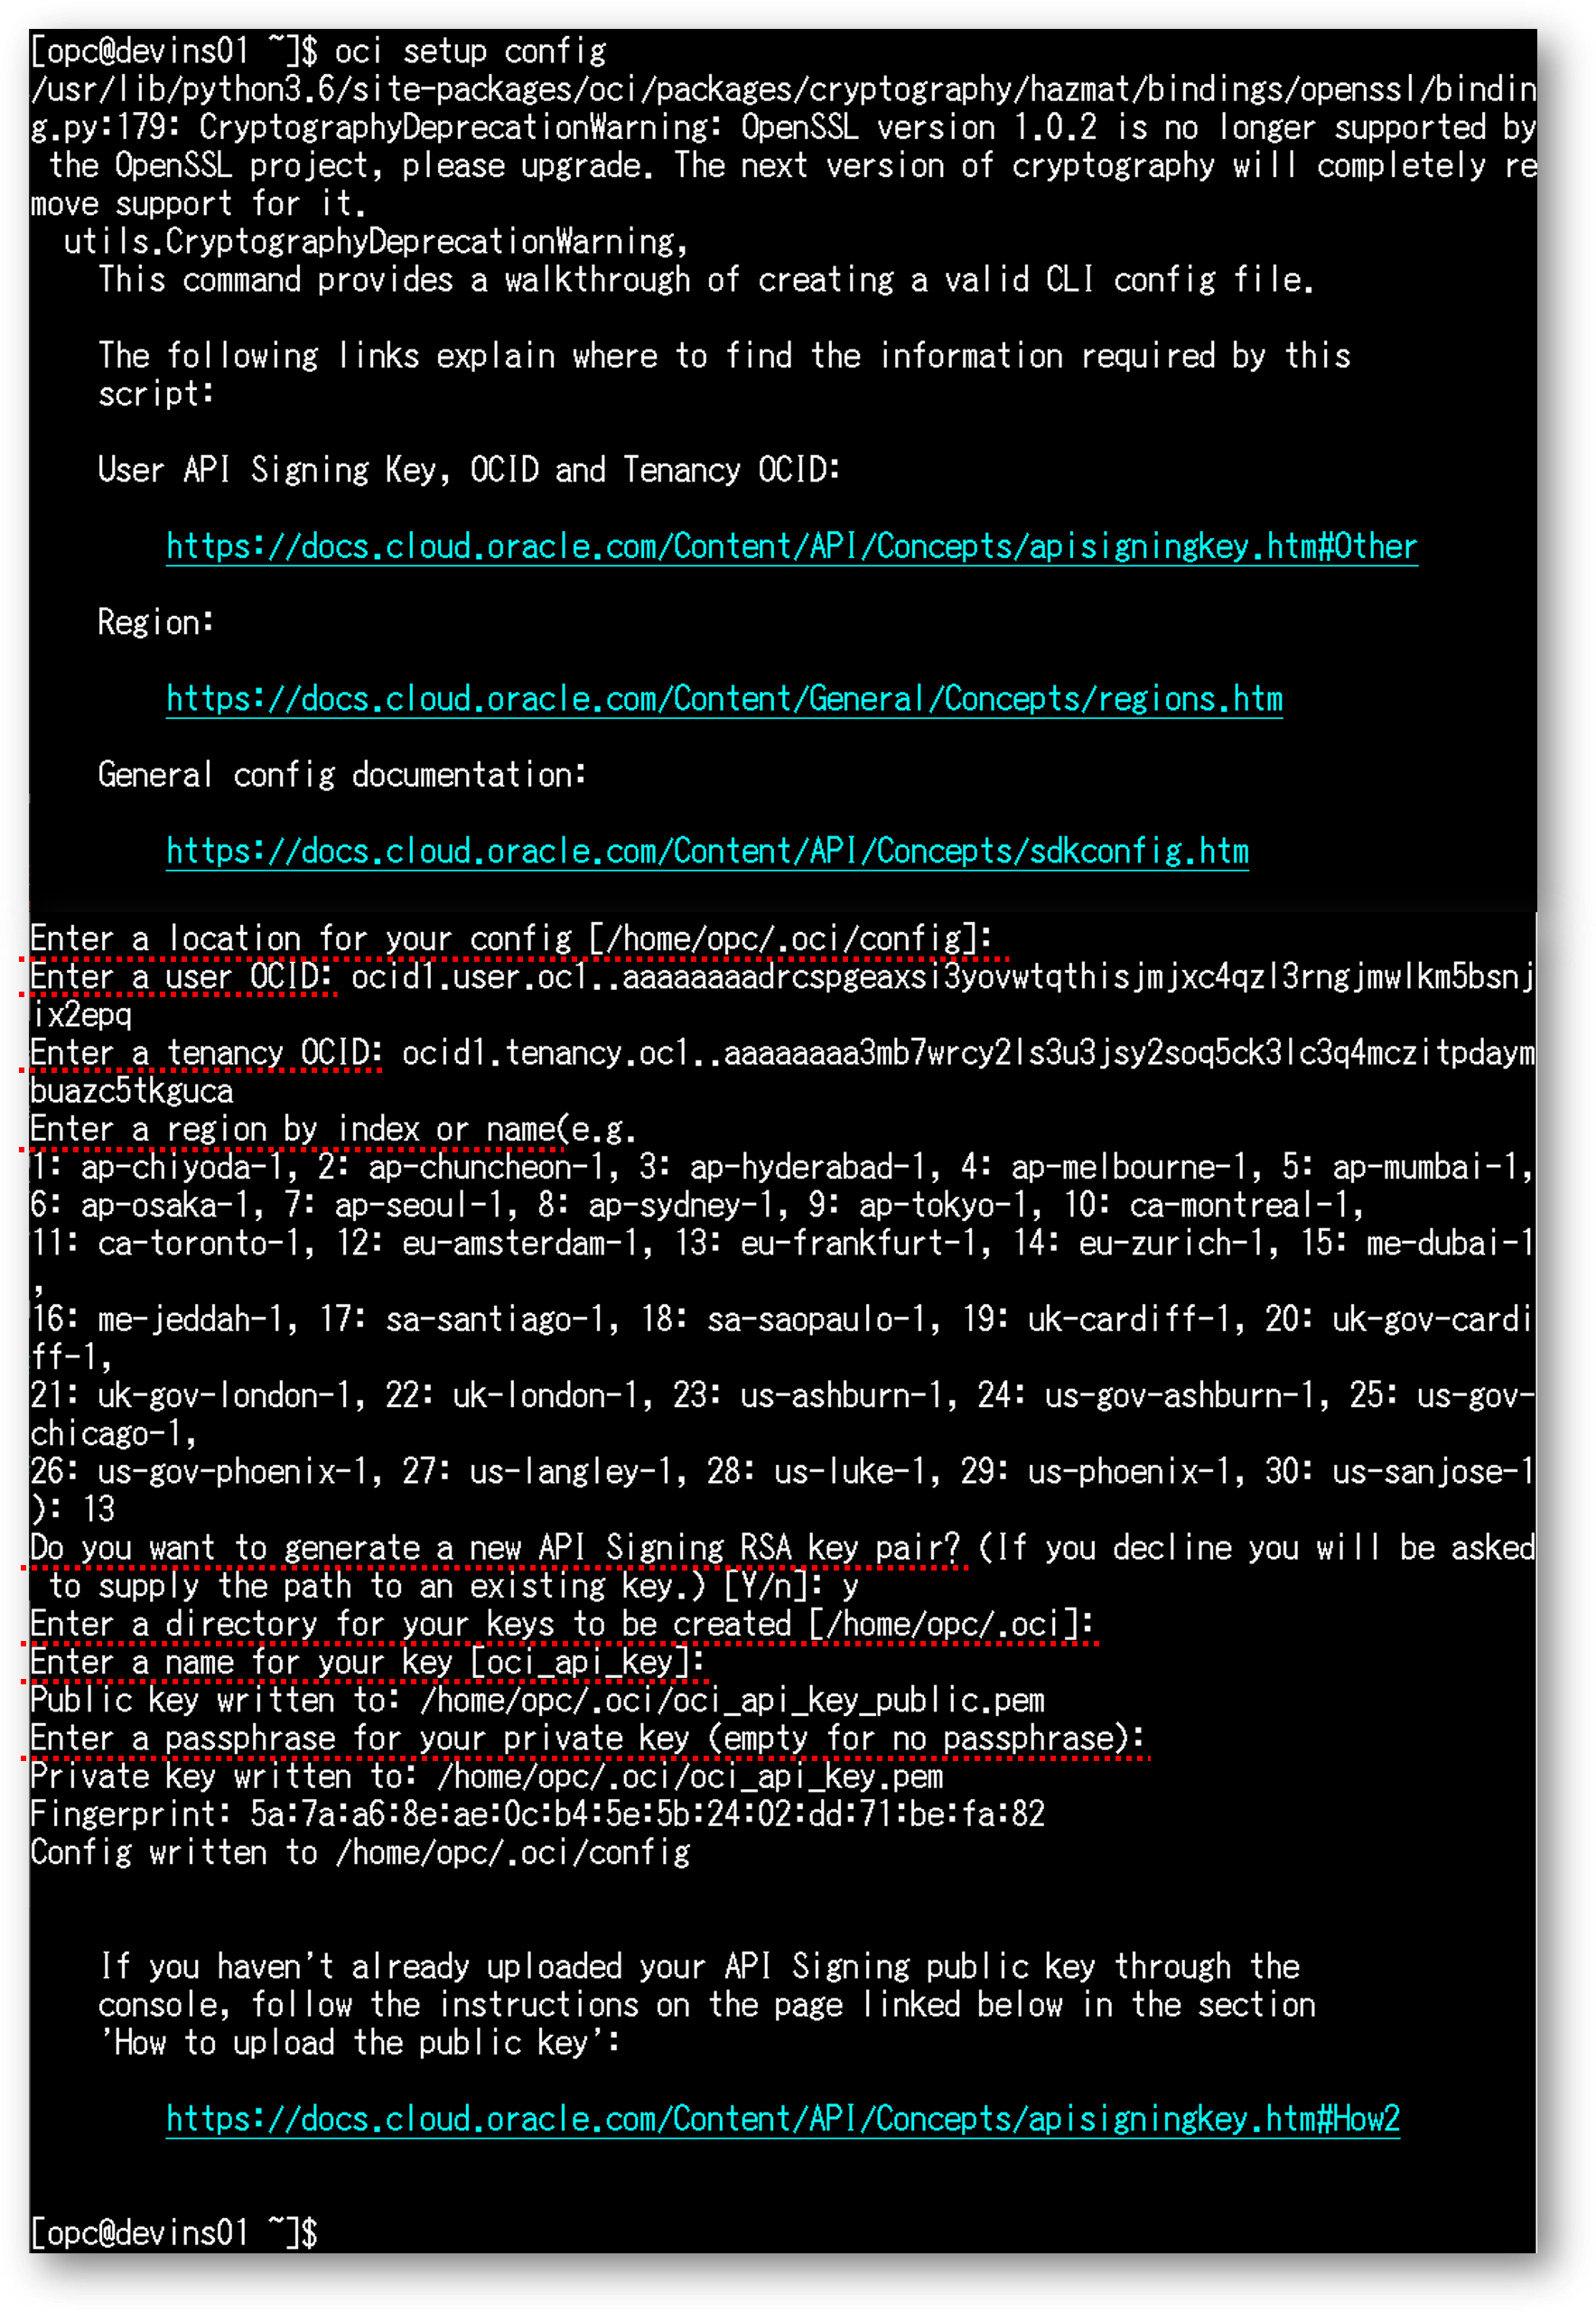 [opc@devins01 ~]$ oci setup config
/usr/lib/python3.6/site-packages/oci/packages/cryptography/hazmat/bindings/openssl/bindin
g.py:179: CryptographyDeprecationWarning: OpenSSL version 1.0.2 is no longer supported by
 the OpenSSL project, please upgrade. The next version of cryptography will completely re
move support for it.
  utils.CryptographyDeprecationWarning,
    This command provides a walkthrough of creating a valid CLI config file.

    The following links explain where to find the information required by this
    script:

    User API Signing Key, OCID and Tenancy OCID:

        https://docs.cloud.oracle.com/Content/API/Concepts/apisigningkey.htm#Other

    Region:

        https://docs.cloud.oracle.com/Content/General/Concepts/regions.htm

    General config documentation:

        https://docs.cloud.oracle.com/Content/API/Concepts/sdkconfig.htm

Enter a location for your config [/home/opc/.oci/config]:
Enter a user OCID: ocid1.user.oc1..aaaaaaaadrcspgeaxsi3yovwtqthisjmjxc4qzl3rngjmwlkm5bsnj
ix2epq
Enter a tenancy OCID: ocid1.tenancy.oc1..aaaaaaaa3mb7wrcy2ls3u3jsy2soq5ck3lc3q4mczitpdaym
buazc5tkguca
Enter a region by index or name(e.g.
1: ap-chiyoda-1, 2: ap-chuncheon-1, 3: ap-hyderabad-1, 4: ap-melbourne-1, 5: ap-mumbai-1,
6: ap-osaka-1, 7: ap-seoul-1, 8: ap-sydney-1, 9: ap-tokyo-1, 10: ca-montreal-1,
11: ca-toronto-1, 12: eu-amsterdam-1, 13: eu-frankfurt-1, 14: eu-zurich-1, 15: me-dubai-1
,
16: me-jeddah-1, 17: sa-santiago-1, 18: sa-saopaulo-1, 19: uk-cardiff-1, 20: uk-gov-cardi
ff-1,
21: uk-gov-london-1, 22: uk-london-1, 23: us-ashburn-1, 24: us-gov-ashburn-1, 25: us-gov-
chicago-1,
26: us-gov-phoenix-1, 27: us-langley-1, 28: us-luke-1, 29: us-phoenix-1, 30: us-sanjose-1
): 13
Do you want to generate a new API Signing RSA key pair? (If you decline you will be asked
 to supply the path to an existing key.) [Y/n]: y
Enter a directory for your keys to be created [/home/opc/.oci]:
Enter a name for your key [oci_api_key]:
Public key written to: /home/opc/.oci/oci_api_key_public.pem
Enter a passphrase for your private key (empty for no passphrase):
Private key written to: /home/opc/.oci/oci_api_key.pem
Fingerprint: 5a:7a:a6:8e:ae:0c:b4:5e:5b:24:02:dd:71:be:fa:82
Config written to /home/opc/.oci/config

    If you haven't already uploaded your API Signing public key through the
    console, follow the instructions on the page linked below in the section
    'How to upload the public key':

        https://docs.cloud.oracle.com/Content/API/Concepts/apisigningkey.htm#How2

[opc@devins01 ~]$